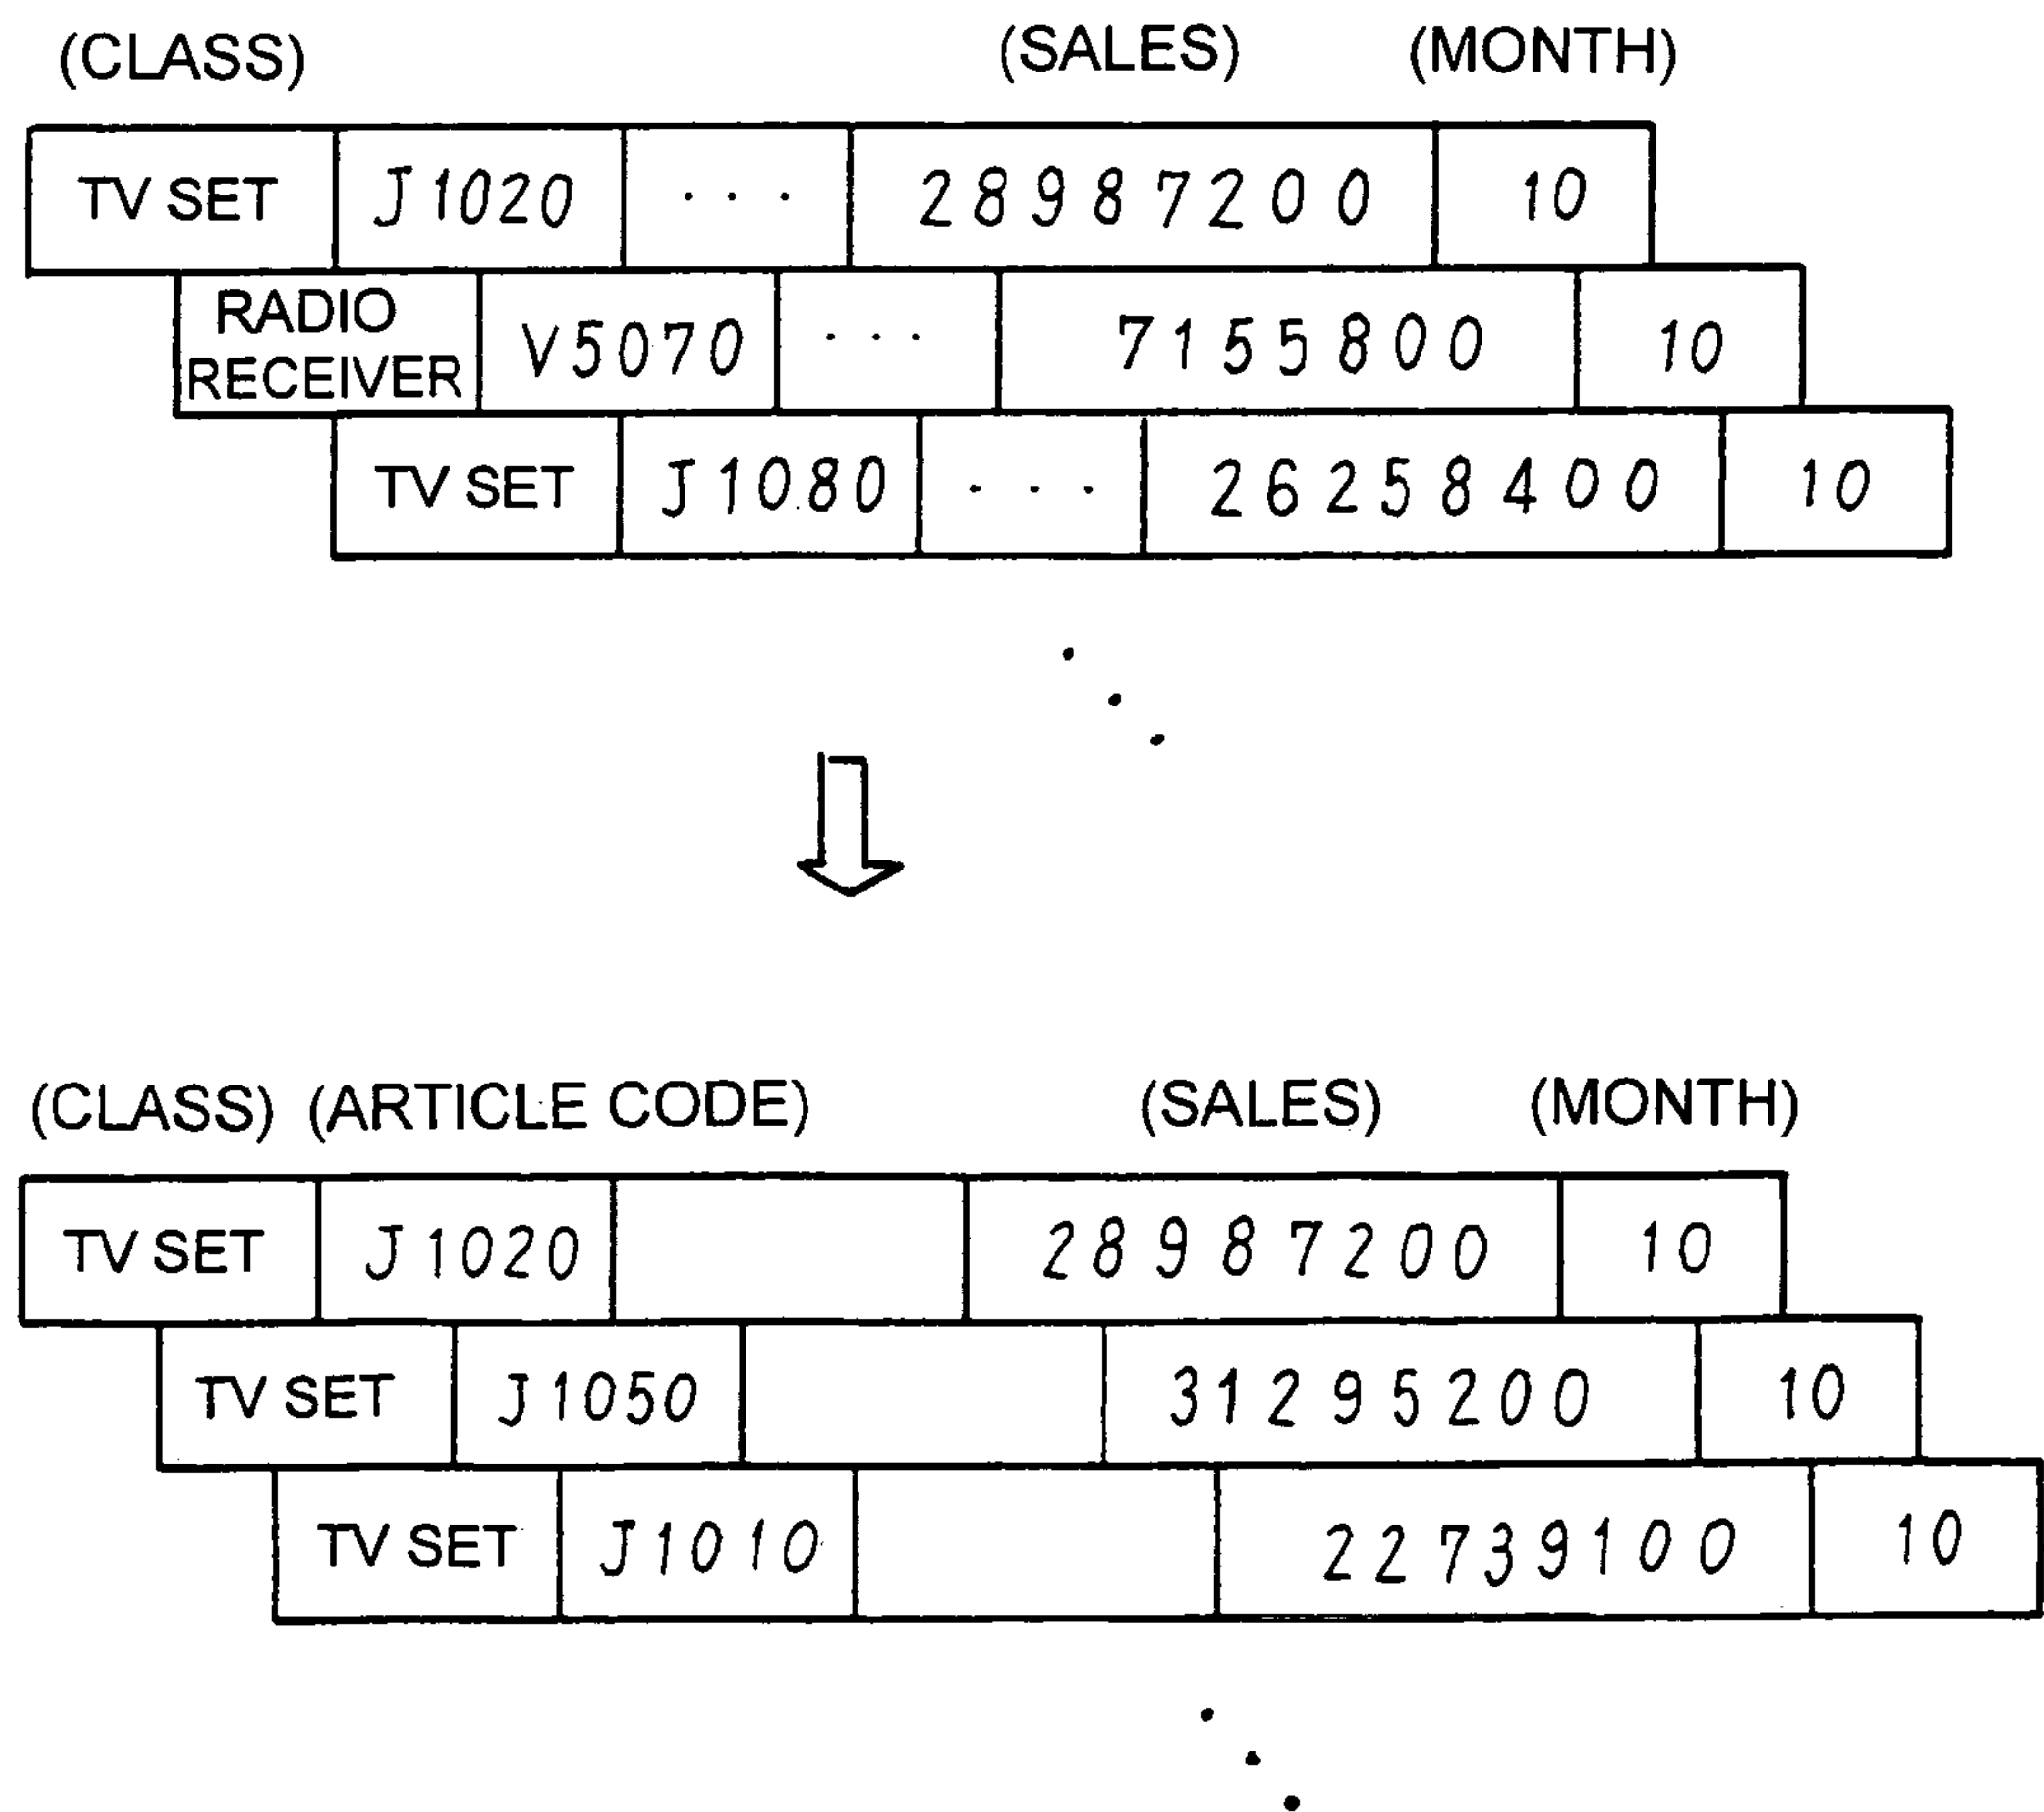 (CLASS) (SALES) (MONTH)
TV SET J1020 ... 28987200 10
RADIO RECEIVER V5070 ... 7155800 10
TV SET J1080 ... 26258400 10
(CLASS) (ARTICLE CODE) (SALES) (MONTH)
TV SET J1020 28987200 10
TV SET J1050 31295200 10
TV SET J1010 22739100 10